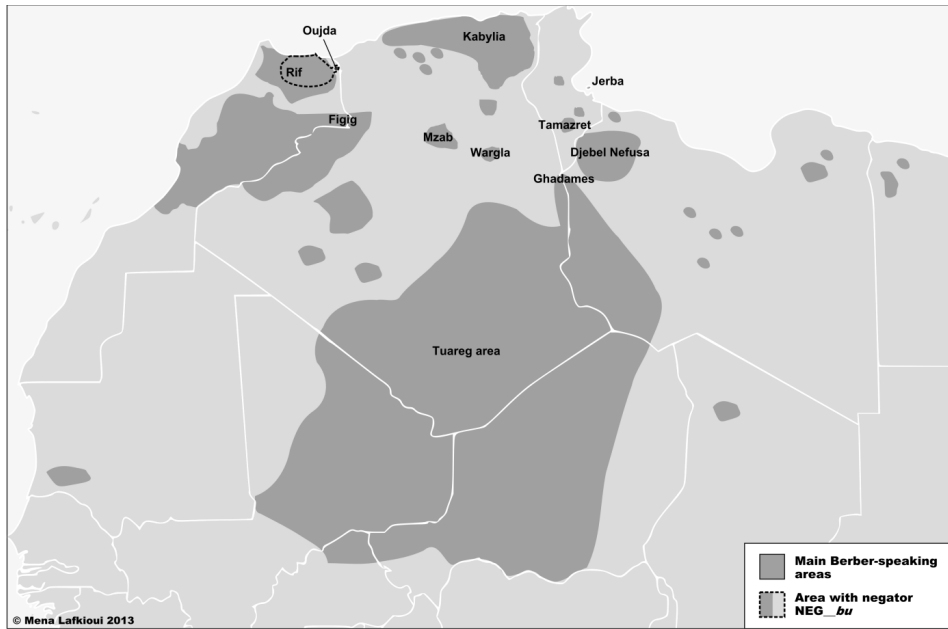 Oujda
Kabylia
Rif
Jerba
Figig
Tamazret
Mzab
Wargla
Djebel Nefusa
Ghadames
Tuareg area
Main Berber-speaking
areas
Area with negator
NEG__bu
© Mena Lafkioui 2013